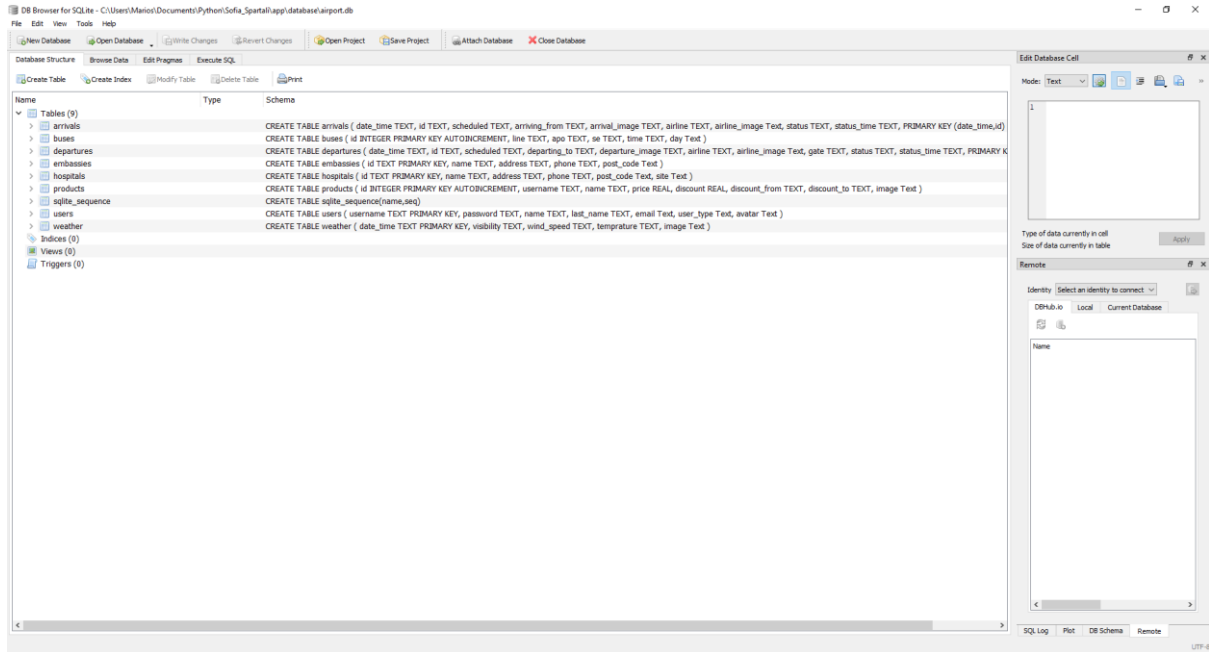 DB Browser for SQLite - C:\Users\Marios\Documents\Python\Sofia_Spartali\app\database\airport.db
File Edit View Tools Help
New Database Open Database Write Changes Revert Changes Open Project Save Project Attach Database Close Database
Database Structure Browse Data Edit Pragmas Execute SQL
Create Table Create Index Modify Table Delete Table Print
Name Type Schema
Tables (9)
arrivals CREATE TABLE arrivals ( date_time TEXT, id TEXT, scheduled TEXT, arriving_from TEXT, arrival_image TEXT, airline TEXT, airline_image Text, status TEXT, status_time TEXT, PRIMARY KEY (date_time,id)
buses CREATE TABLE buses ( id INTEGER PRIMARY KEY AUTOINCREMENT, line TEXT, apo TEXT, se TEXT, time TEXT, day Text )
departures CREATE TABLE departures ( date_time TEXT, id TEXT, scheduled TEXT, departing_to TEXT, departure_image TEXT, airline TEXT, airline_image Text, gate TEXT, status TEXT, status_time TEXT, PRIMARY K
embassies CREATE TABLE embassies ( id TEXT PRIMARY KEY, name TEXT, address TEXT, phone TEXT, post_code Text )
hospitals CREATE TABLE hospitals ( id TEXT PRIMARY KEY, name TEXT, address TEXT, phone TEXT, post_code Text, site Text )
products CREATE TABLE products ( id INTEGER PRIMARY KEY AUTOINCREMENT, username TEXT, name TEXT, price REAL, discount REAL, discount_from TEXT, discount_to TEXT, image Text )
sqlite_sequence CREATE TABLE sqlite_sequence(name,seq)
users CREATE TABLE users ( username TEXT PRIMARY KEY, password TEXT, name TEXT, last_name TEXT, email Text, user_type Text, avatar Text )
weather CREATE TABLE weather ( date_time TEXT PRIMARY KEY, visibility TEXT, wind_speed TEXT, temprature TEXT, image Text )
Indices (0)
Views (0)
Triggers (0)
Edit Database Cell
Mode: Text
1
Type of data currently in cell
Size of data currently in table
Apply
Remote
Identity Select an identity to connect
DBHub.io Local Current Database
Name
SQL Log Plot DB Schema Remote
UTF-8